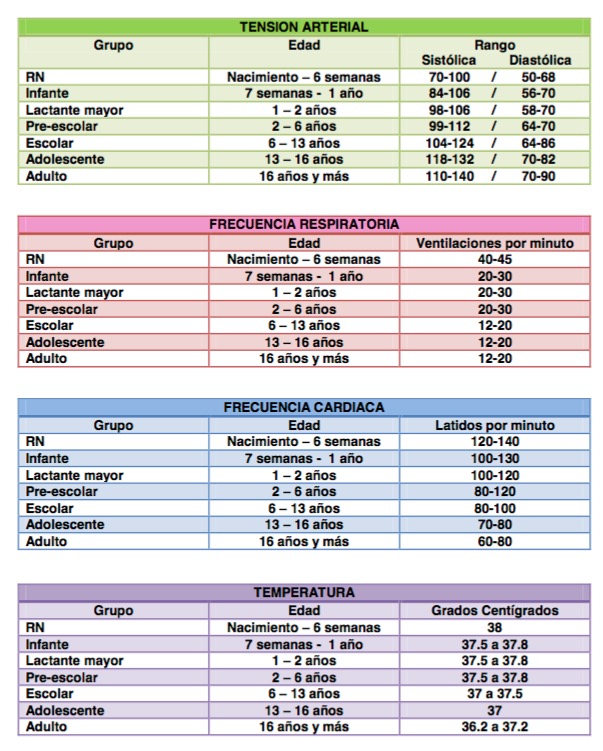 TENSION ARTERIAL
Grupo Edad Rango
Sistólica Diastólica
RN Nacimiento – 6 semanas 70-100 / 50-68
Infante 7 semanas - 1 año 84-106 / 56-70
Lactante mayor 1 – 2 años 98-106 / 58-70
Pre-escolar 2 – 6 años 99-112 / 64-70
Escolar 6 – 13 años 104-124 / 64-86
Adolescente 13 – 16 años 118-132 / 70-82
Adulto 16 años y más 110-140 / 70-90
FRECUENCIA RESPIRATORIA
Grupo Edad Ventilaciones por minuto
RN Nacimiento – 6 semanas 40-45
Infante 7 semanas - 1 año 20-30
Lactante mayor 1 – 2 años 20-30
Pre-escolar 2 – 6 años 20-30
Escolar 6 – 13 años 12-20
Adolescente 13 – 16 años 12-20
Adulto 16 años y más 12-20
FRECUENCIA CARDIACA
Grupo Edad Latidos por minuto
RN Nacimiento – 6 semanas 120-140
Infante 7 semanas - 1 año 100-130
Lactante mayor 1 – 2 años 100-120
Pre-escolar 2 – 6 años 80-120
Escolar 6 – 13 años 80-100
Adolescente 13 – 16 años 70-80
Adulto 16 años y más 60-80
TEMPERATURA
Grupo Edad Grados Centígrados
RN Nacimiento – 6 semanas 38
Infante 7 semanas - 1 año 37.5 a 37.8
Lactante mayor 1 – 2 años 37.5 a 37.8
Pre-escolar 2 – 6 años 37.5 a 37.8
Escolar 6 – 13 años 37 a 37.5
Adolescente 13 – 16 años 37
Adulto 16 años y más 36.2 a 37.2